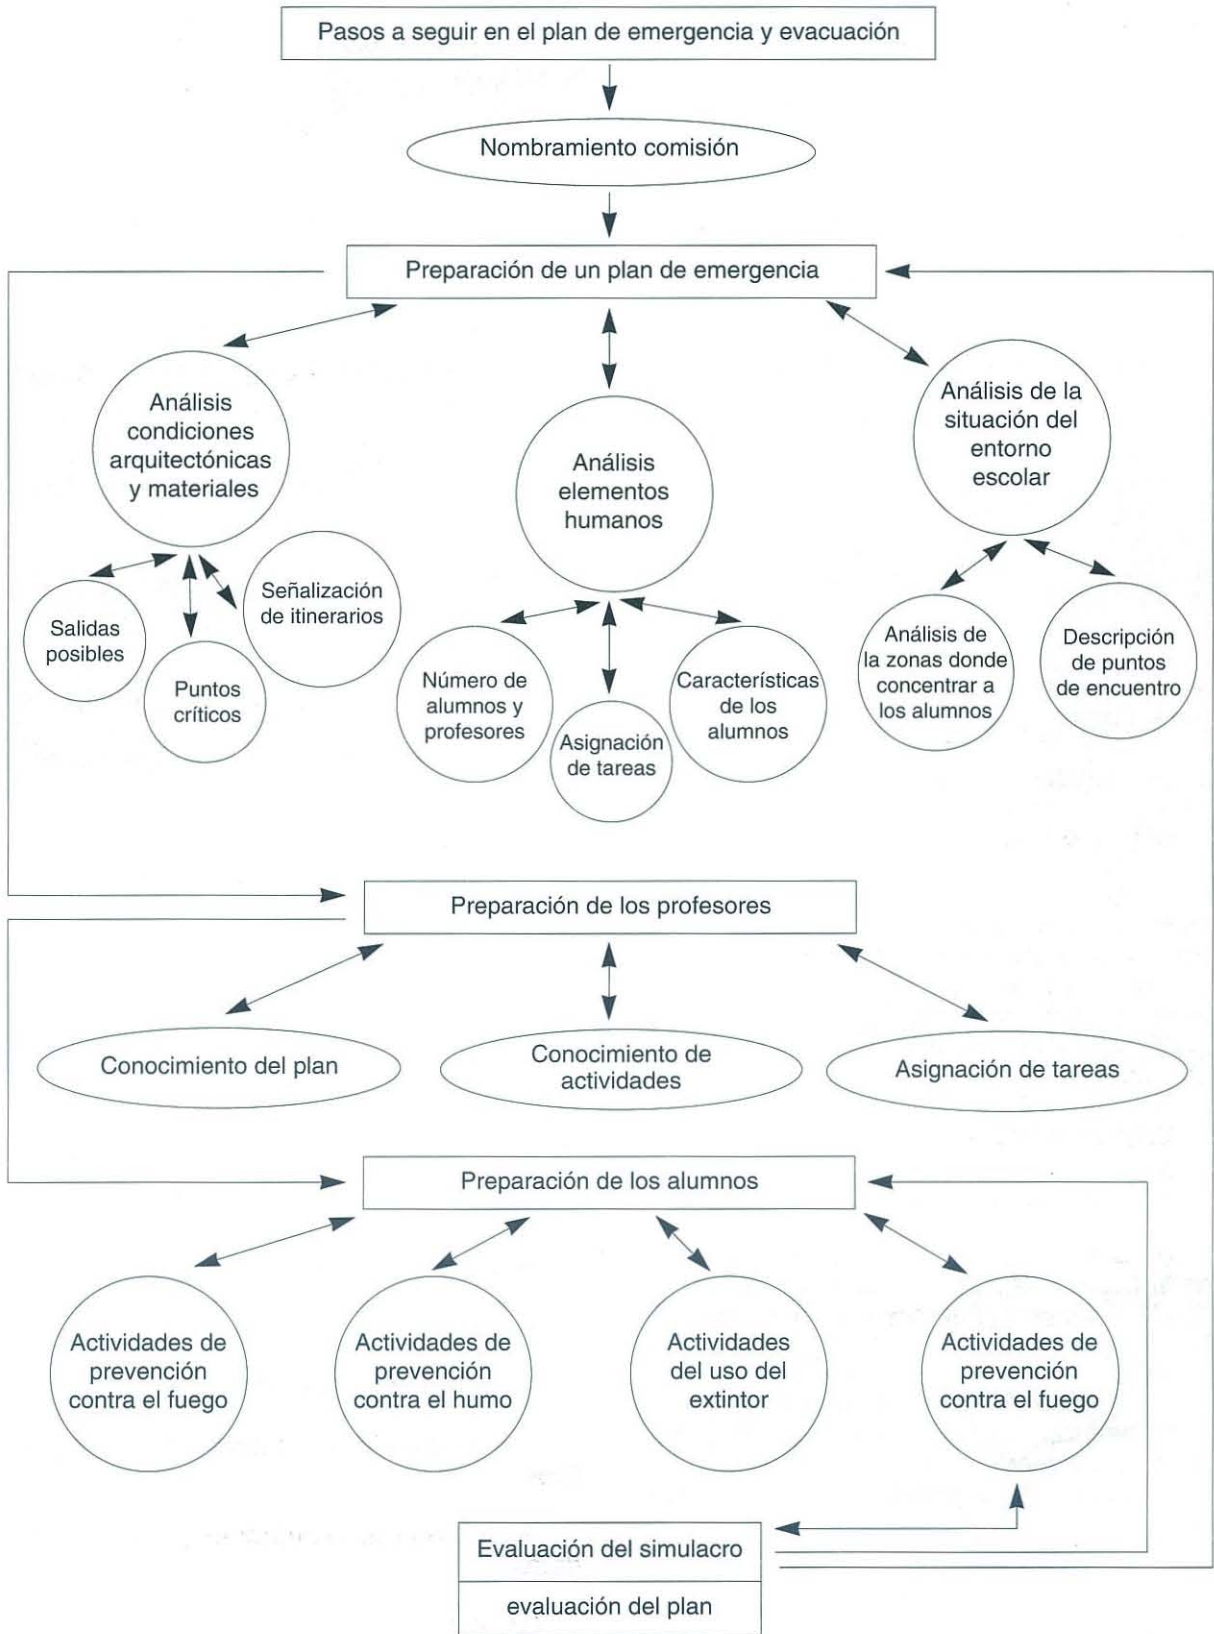 Pasos a seguir en el plan de emergencia y evacuación
Nombramiento comisión
Preparación de un plan de emergencia
Análisis
condiciones
arquitectónicas
y materiales
Análisis
elementos
humanos
Análisis de la
situación del
entorno
escolar
Salidas
posibles
Puntos
críticos
Señalización
de itinerarios
Número de
alumnos y
profesores
Asignación
de tareas
Características
de los
alumnos
Análisis de
la zonas donde
concentrar a
los alumnos
Descripción
de puntos
de encuentro
Preparación de los profesores
Conocimiento del plan
Conocimiento de
actividades
Asignación de tareas
Preparación de los alumnos
Actividades de
prevención
contra el fuego
Actividades de
prevención
contra el humo
Actividades
del uso del
extintor
Actividades de
prevención
contra el fuego
Evaluación del simulacro
evaluación del plan